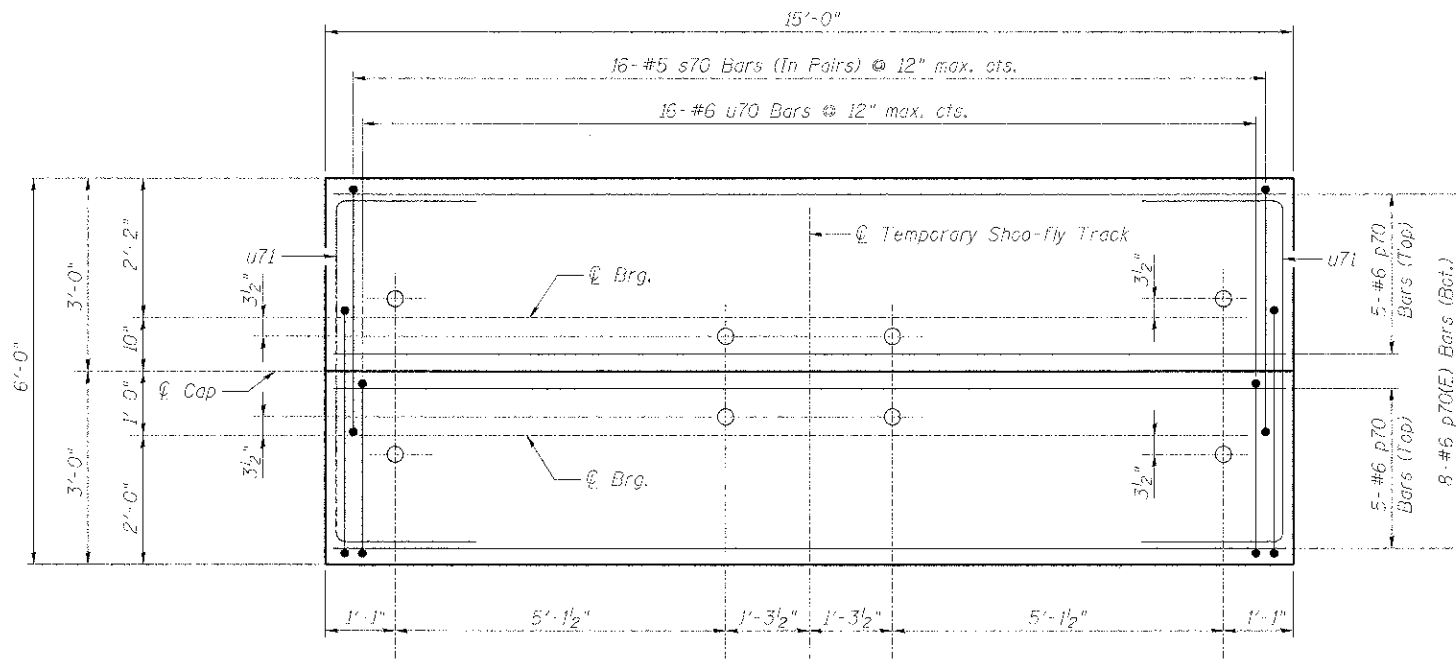 15'-0"
16-#5 s70 Bars (In Pairs) @ 12" max. cts.
16-#6 u70 Bars @ 12" max. cts.
6'-0"
3'-0"
3'-0"
2'-2"
10"
1'-0"
2'-0"
3½"
3½"
u71
℄ Brg.
℄ Temporary Shoo-fly Track
3½"
u71
5-#6 p70
Bars (Top)
8-#6 p70(E) Bars (Bot.)
℄ Cap
℄ Brg.
3½"
5-#6 p70
Bars (Top)
1'-1"
5'-1½"
1'-3½"
1'-3½"
5'-1½"
1'-1"